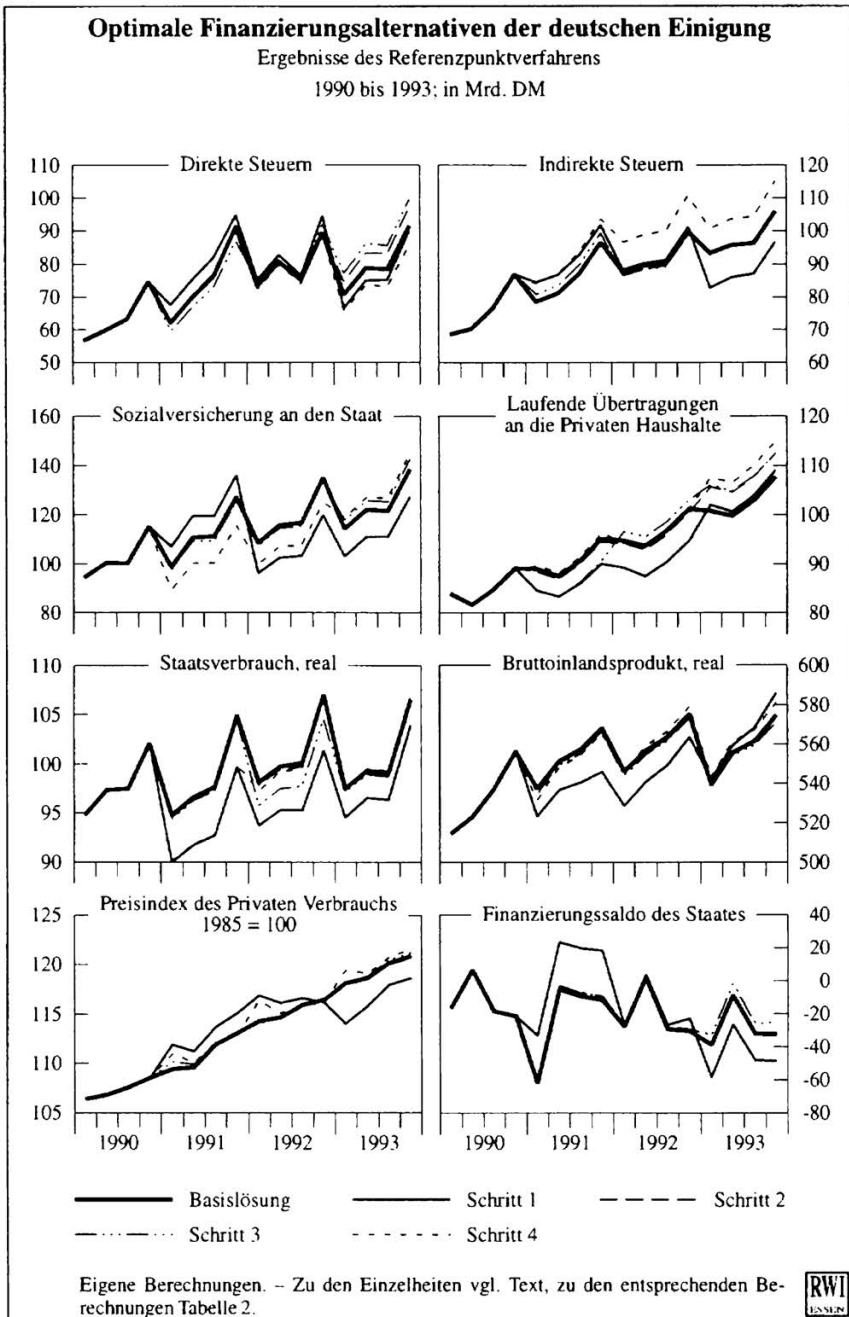 Optimale Finanzierungsalternativen der deutschen Einigung
Ergebnisse des Referenzpunktverfahrens
1990 bis 1993; in Mrd. DM
Direkte Steuern
110
100
90
80
70
60
50
Indirekte Steuern
120
110
100
90
80
70
60
Sozialversicherung an den Staat
160
140
120
100
80
Laufende Übertragungen
an die Privaten Haushalte
120
110
100
90
80
Staatsverbrauch, real
110
105
100
95
90
Bruttoinlandsprodukt, real
600
580
560
540
520
500
Preisindex des Privaten Verbrauchs
1985 = 100
125
120
115
110
105
1990 1991 1992 1993
Finanzierungssaldo des Staates
40
20
0
-20
-40
-60
-80
1990 1991 1992 1993
Basislösung Schritt 1 Schritt 2
Schritt 3 Schritt 4
Eigene Berechnungen. – Zu den Einzelheiten vgl. Text, zu den entsprechenden Be-
rechnungen Tabelle 2.
RWI
ESSEN